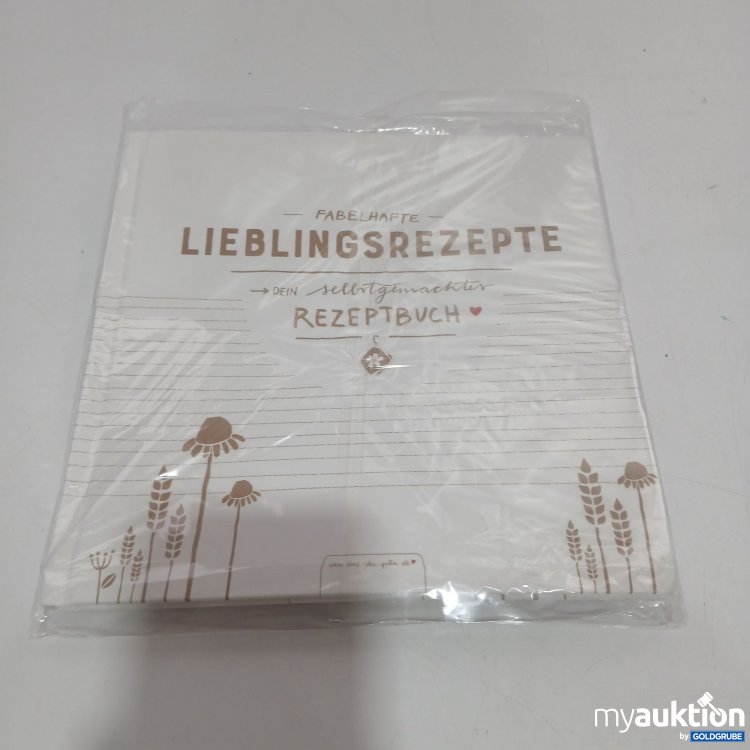 — FABELHAFTE —
LIEBLINGSREZEPTE
→ DEIN selbstgemachtes
REZEPTBUCH ♥
myauktion
by GOLDGRUBE